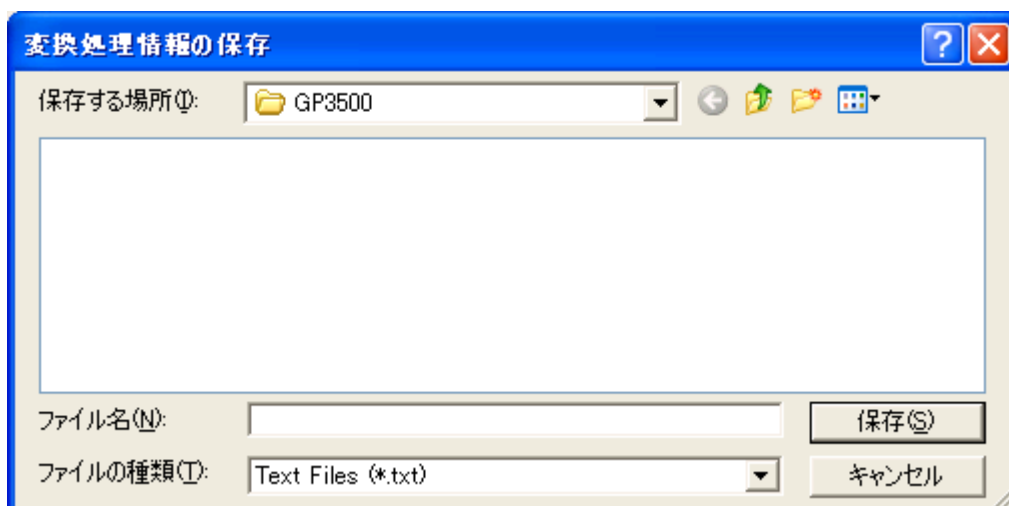 変換処理情報の保存
保存する場所(I): GP3500
ファイル名(N): 保存(S)
ファイルの種類(T): Text Files (*.txt) キャンセル